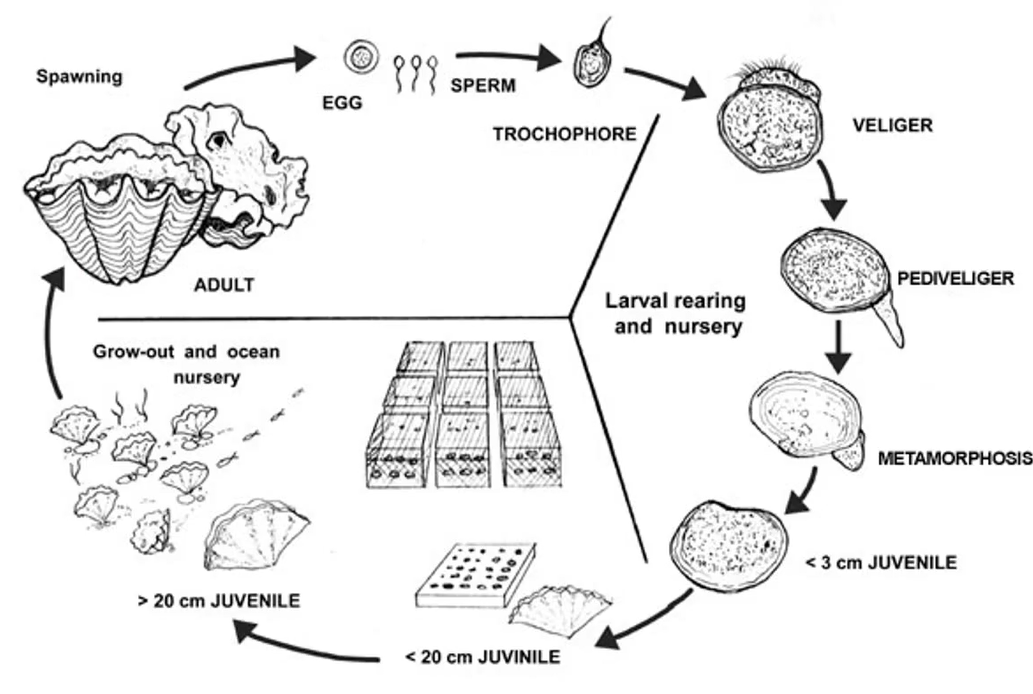 Spawning
EGG
SPERM
TROCHOPHORE
VELIGER
ADULT
PEDIVELIGER
Larval rearing
and nursery
Grow-out and ocean
nursery
METAMORPHOSIS
< 3 cm JUVENILE
> 20 cm JUVENILE
< 20 cm JUVINILE